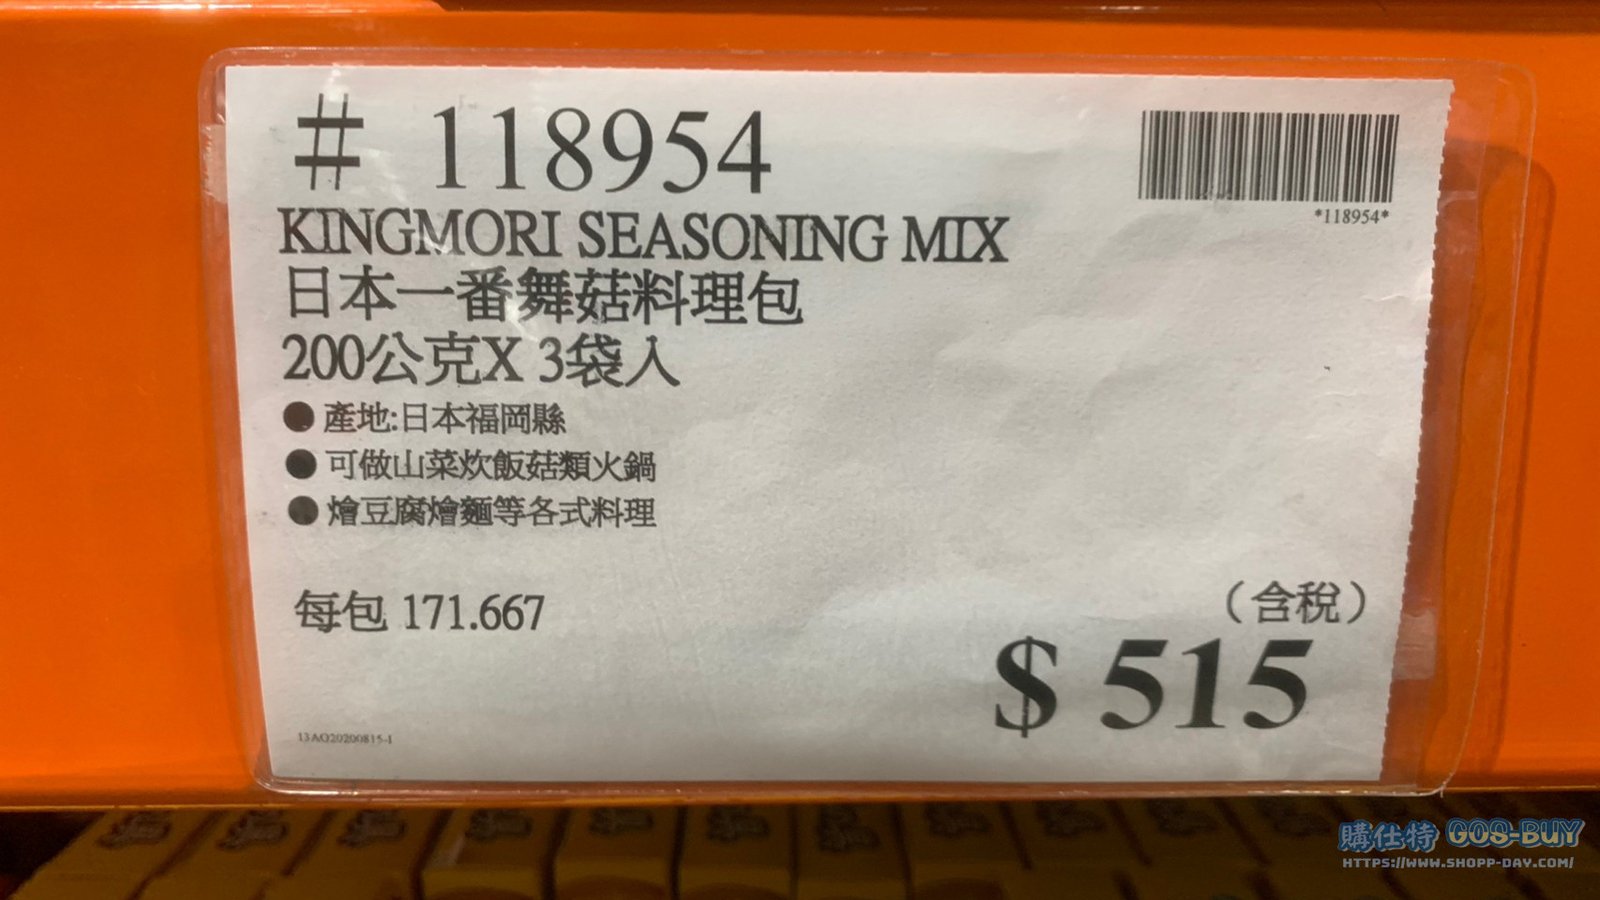 # 118954
*118954*
KINGMORI SEASONING MIX
日本一番舞菇料理包
200公克X 3袋入
● 產地:日本福岡縣
● 可做山菜炊飯菇類火鍋
● 燴豆腐燴麵等各式料理
每包 171.667
（含稅）
$ 515
13AQ20200815-1
購仕特 GOS-BUY
HTTPS://WWW.SHOPP-DAY.COM/